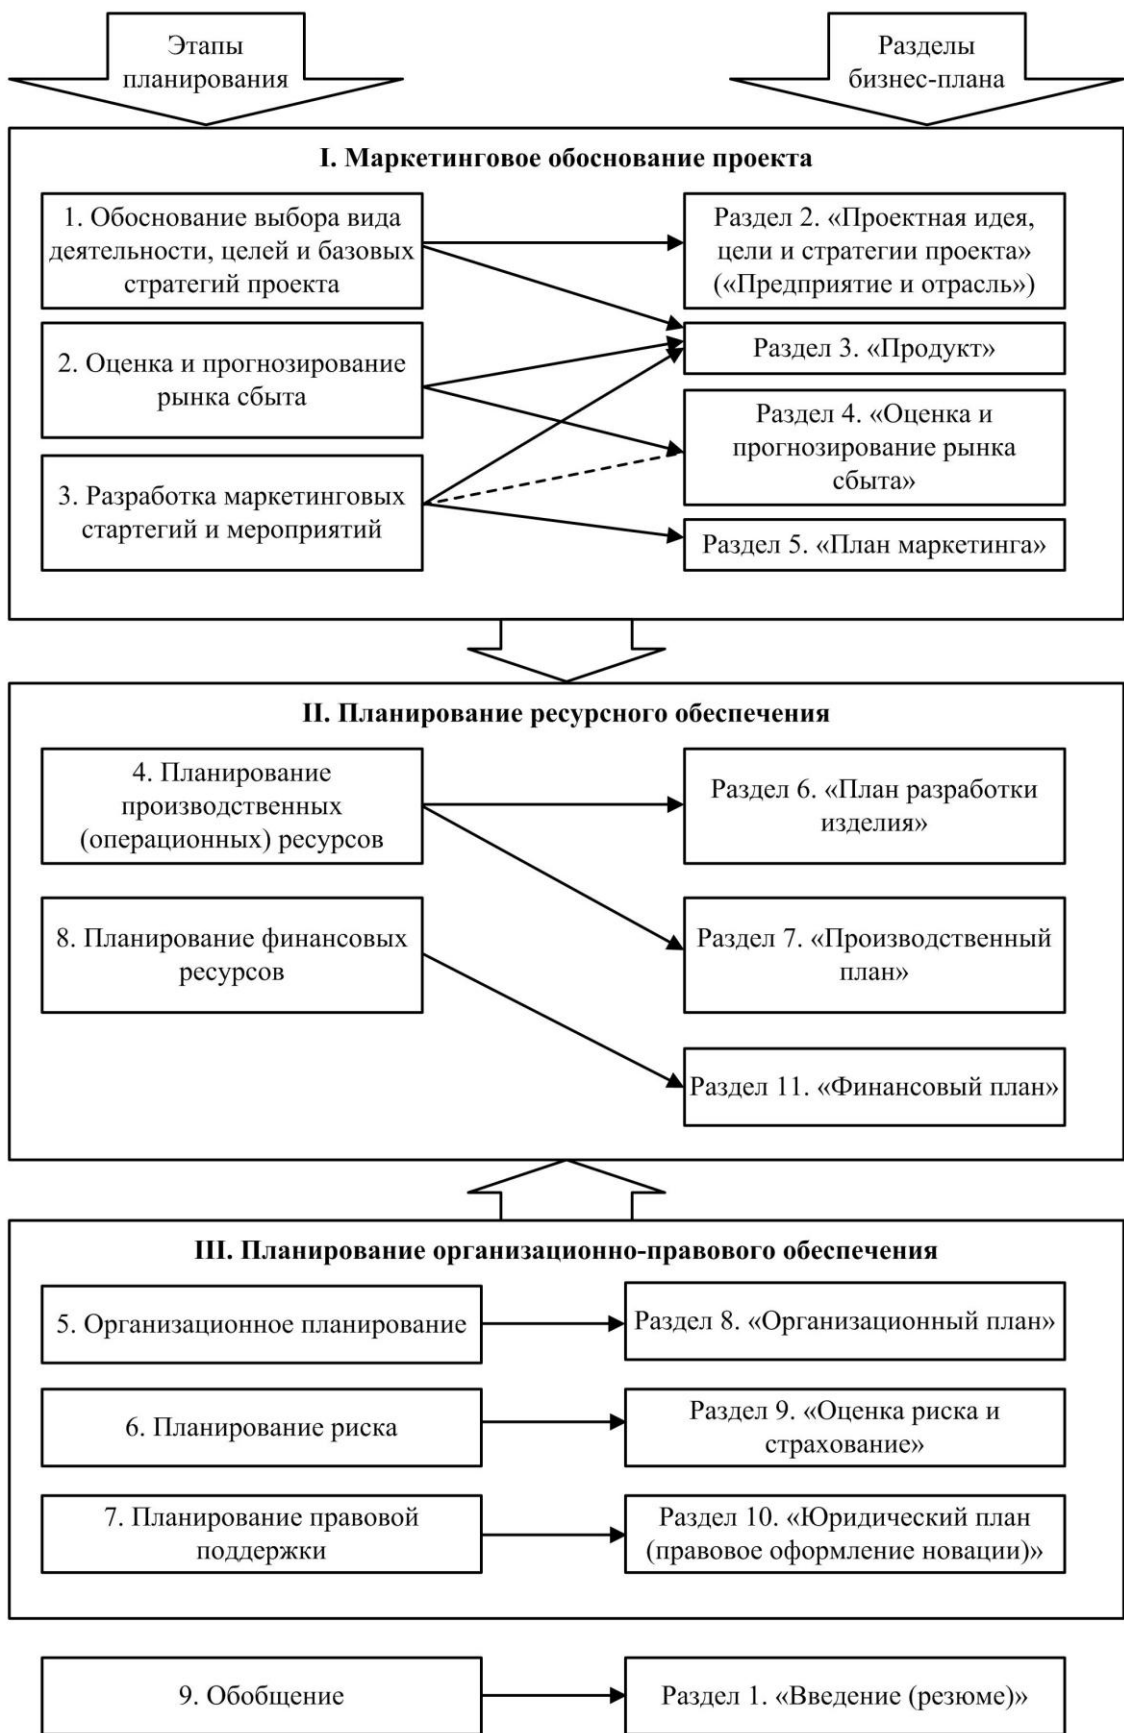 Этапы
планирования
Разделы
бизнес-плана
I. Маркетинговое обоснование проекта
1. Обоснование выбора вида
деятельности, целей и базовых
стратегий проекта
Раздел 2. «Проектная идея,
цели и стратегии проекта»
(«Предприятие и отрасль»)
2. Оценка и прогнозирование
рынка сбыта
Раздел 3. «Продукт»
Раздел 4. «Оценка и
прогнозирование рынка
сбыта»
3. Разработка маркетинговых
стартегий и мероприятий
Раздел 5. «План маркетинга»
II. Планирование ресурсного обеспечения
4. Планирование
производственных
(операционных) ресурсов
Раздел 6. «План разработки
изделия»
8. Планирование финансовых
ресурсов
Раздел 7. «Производственный
план»
Раздел 11. «Финансовый план»
III. Планирование организационно-правового обеспечения
5. Организационное планирование
Раздел 8. «Организационный план»
6. Планирование риска
Раздел 9. «Оценка риска и
страхование»
7. Планирование правовой
поддержки
Раздел 10. «Юридический план
(правовое оформление новации)»
9. Обобщение
Раздел 1. «Введение (резюме)»